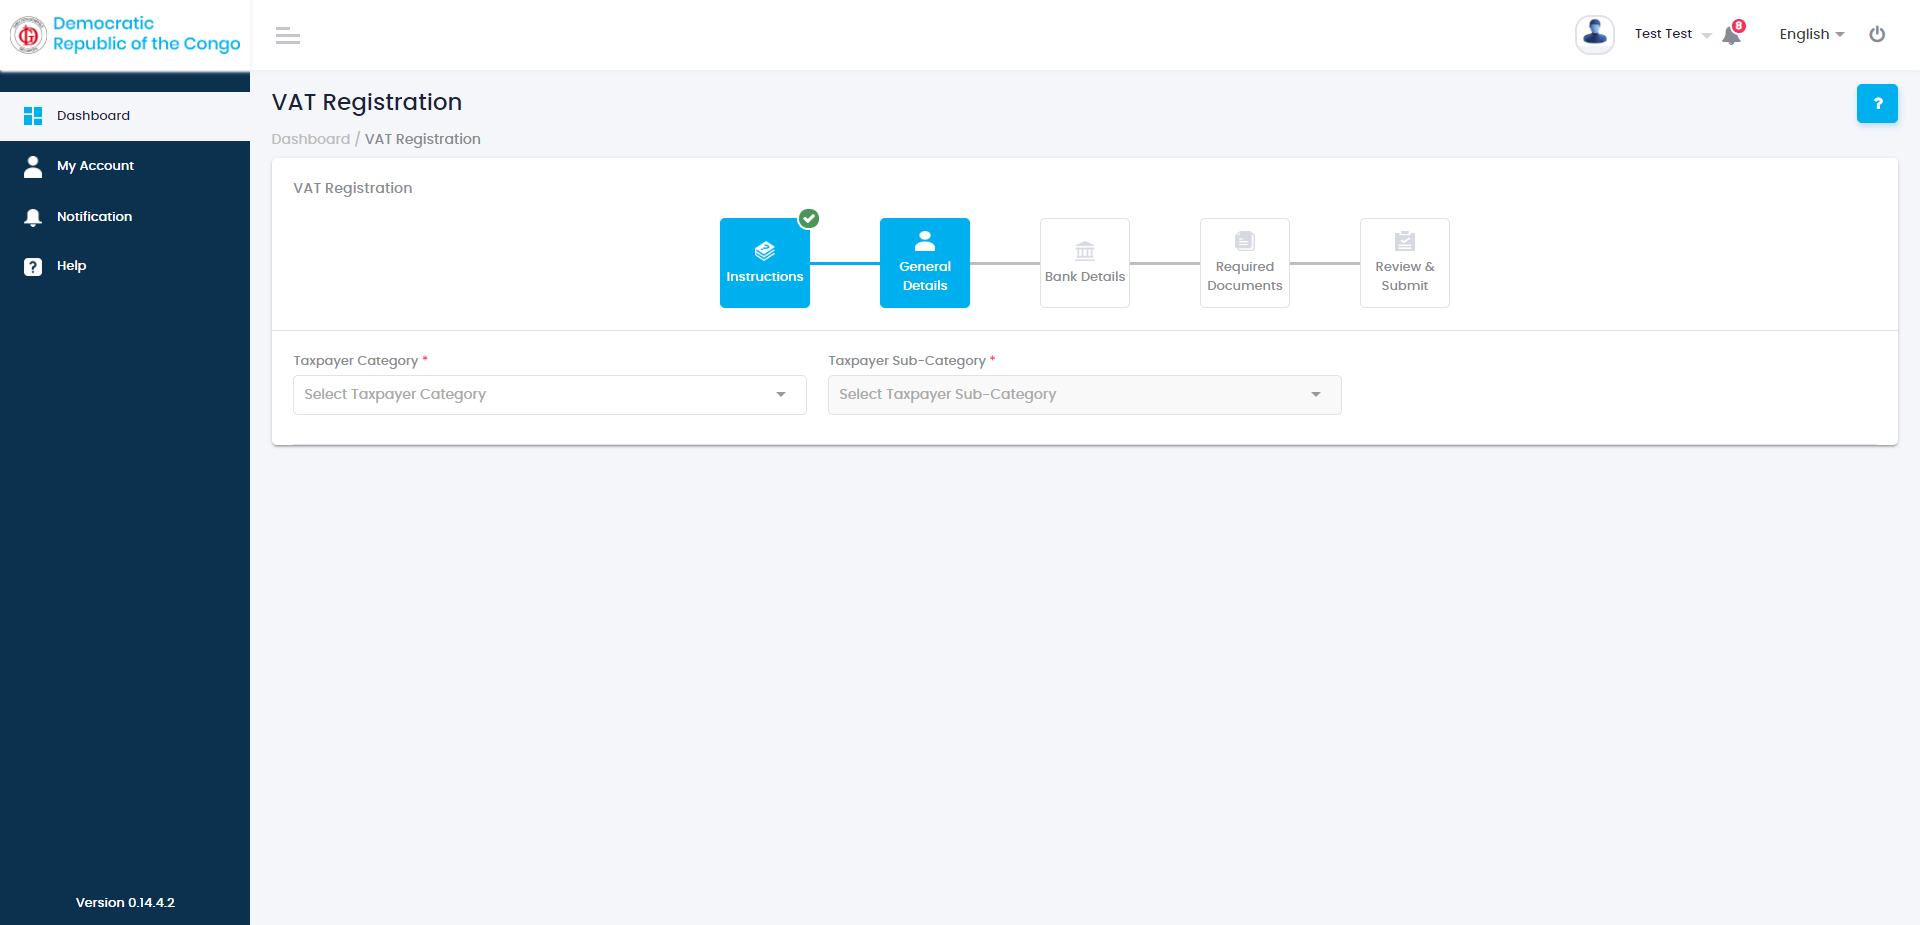 Democratic
Republic of the Congo
Test Test
8
English
Dashboard
My Account
Notification
Help
Version 0.14.4.2
VAT Registration
?
Dashboard / VAT Registration
VAT Registration
Instructions
General
Details
Bank Details
Required
Documents
Review &
Submit
Taxpayer Category *
Select Taxpayer Category
Taxpayer Sub-Category *
Select Taxpayer Sub-Category